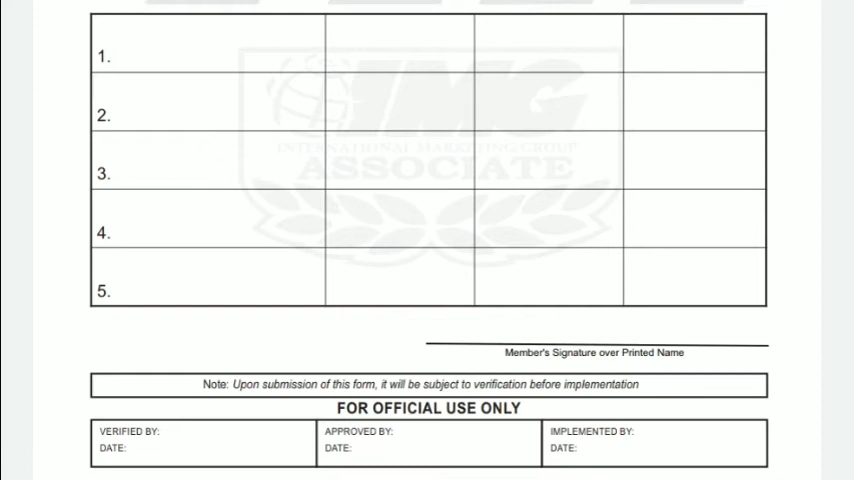 1.
IMG
2.
INTERNATIONAL MARKETING GROUP
ASSOCIATE
3.
4.
5.
Member's Signature over Printed Name
Note: Upon submission of this form, it will be subject to verification before implementation
FOR OFFICIAL USE ONLY
VERIFIED BY: APPROVED BY: IMPLEMENTED BY:
DATE: DATE: DATE: